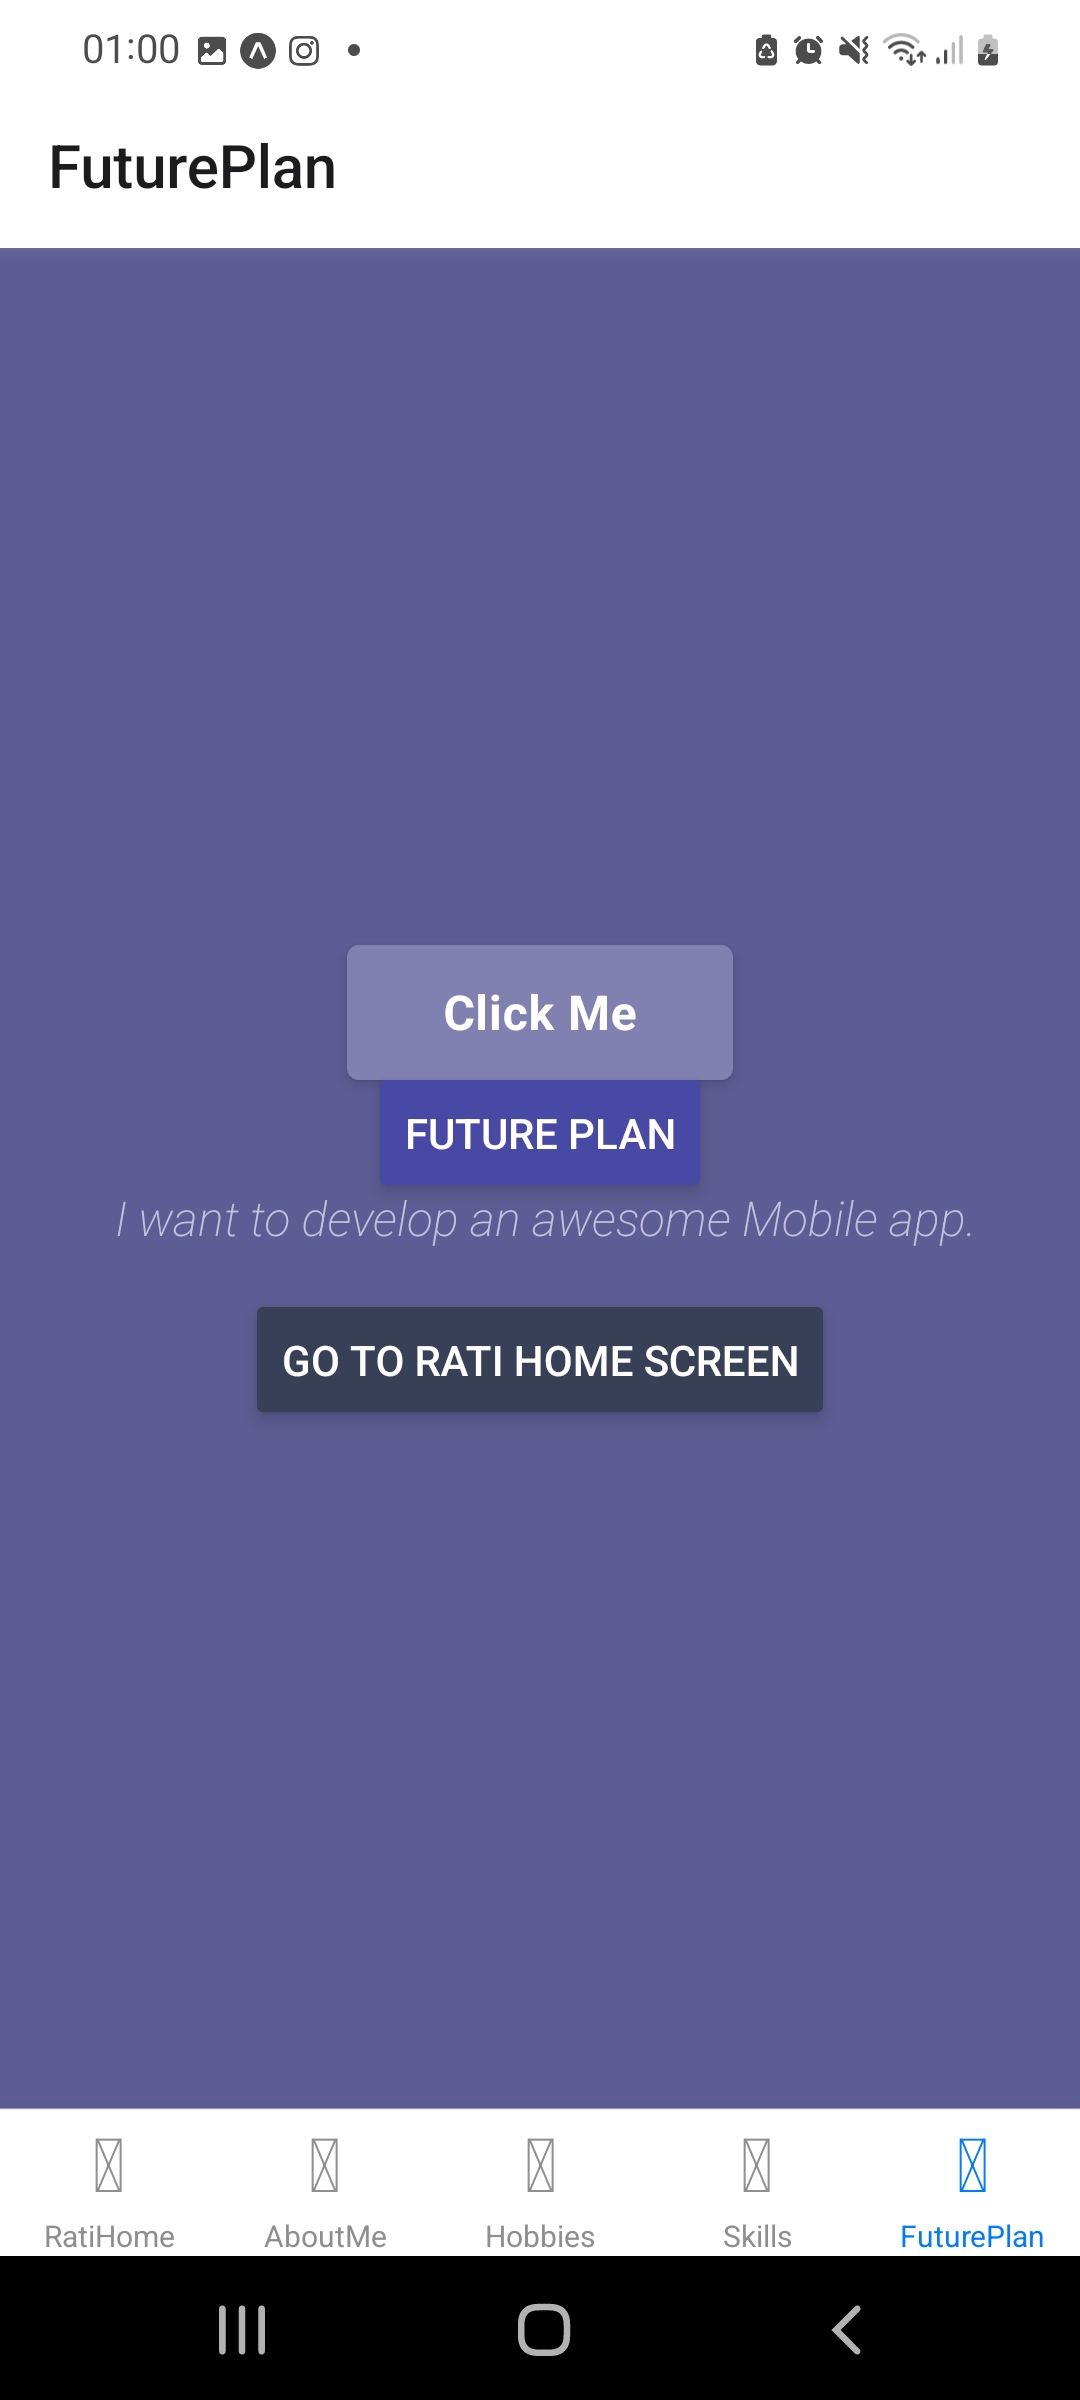 01:00
FuturePlan
Click Me
FUTURE PLAN
I want to develop an awesome Mobile app.
GO TO RATI HOME SCREEN
RatiHome AboutMe Hobbies Skills FuturePlan